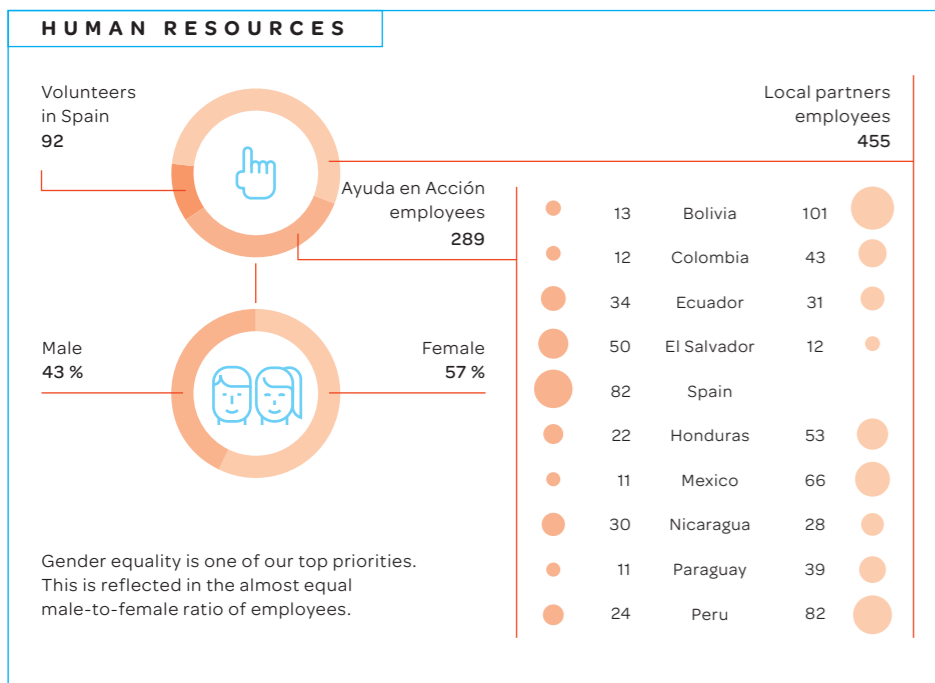 HUMAN RESOURCES
Volunteers
in Spain
92
Local partners
employees
455
Ayuda en Acción
employees
289
13 Bolivia 101
12 Colombia 43
34 Ecuador 31
50 El Salvador 12
82 Spain
22 Honduras 53
11 Mexico 66
30 Nicaragua 28
11 Paraguay 39
24 Peru 82
Male
43 %
Female
57 %
Gender equality is one of our top priorities.
This is reflected in the almost equal
male-to-female ratio of employees.